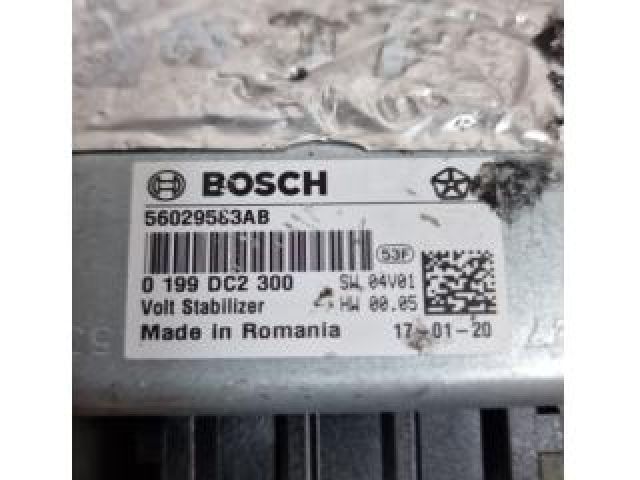 BOSCH
56029583AB
53F
0 199 DC2 300 SW 04V01
Volt Stabilizer HW 00.05
Made in Romania 17-01-20